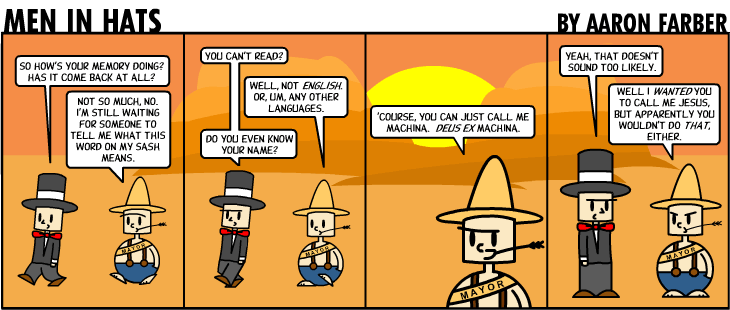 MEN IN HATS
BY AARON FARBER
SO HOW'S YOUR MEMORY DOING?
HAS IT COME BACK AT ALL?
NOT SO MUCH, NO.
I'M STILL WAITING
FOR SOMEONE TO
TELL ME WHAT THIS
WORD ON MY SASH
MEANS.
MAYOR
YOU CAN'T READ?
WELL, NOT ENGLISH.
OR, UM, ANY OTHER
LANGUAGES.
DO YOU EVEN KNOW
YOUR NAME?
MAYOR
'COURSE, YOU CAN JUST CALL ME
MACHINA. DEUS EX MACHINA.
MAYOR
YEAH, THAT DOESN'T
SOUND TOO LIKELY.
WELL I WANTED YOU
TO CALL ME JESUS,
BUT APPARENTLY YOU
WOULDN'T DO THAT,
EITHER.
MAYOR